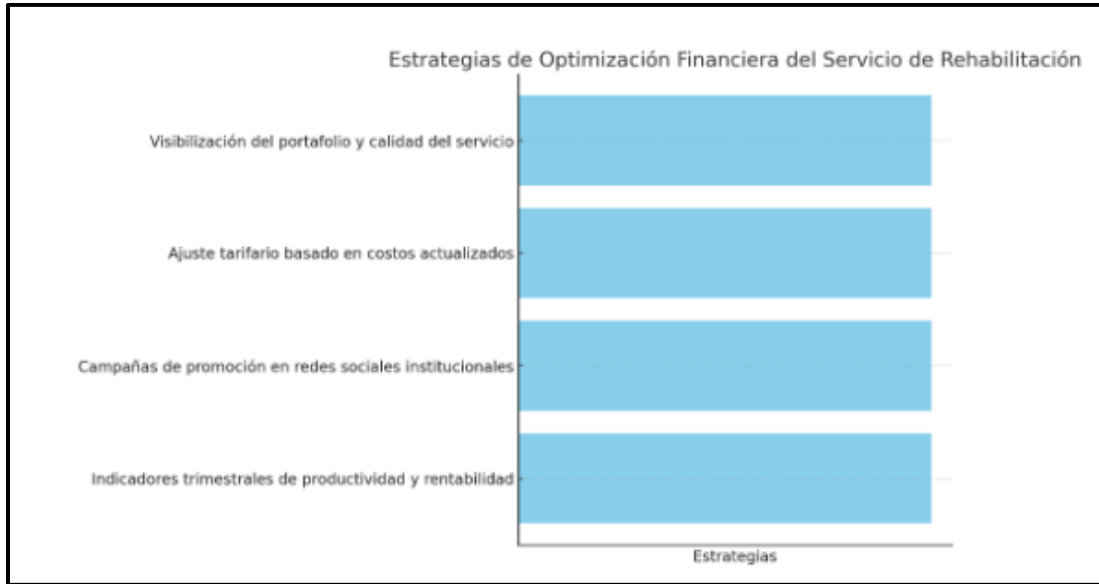 Estrategias de Optimización Financiera del Servicio de Rehabilitación
Visibilización del portafolio y calidad del servicio
Ajuste tarifario basado en costos actualizados
Campañas de promoción en redes sociales institucionales
Indicadores trimestrales de productividad y rentabilidad
Estrategias